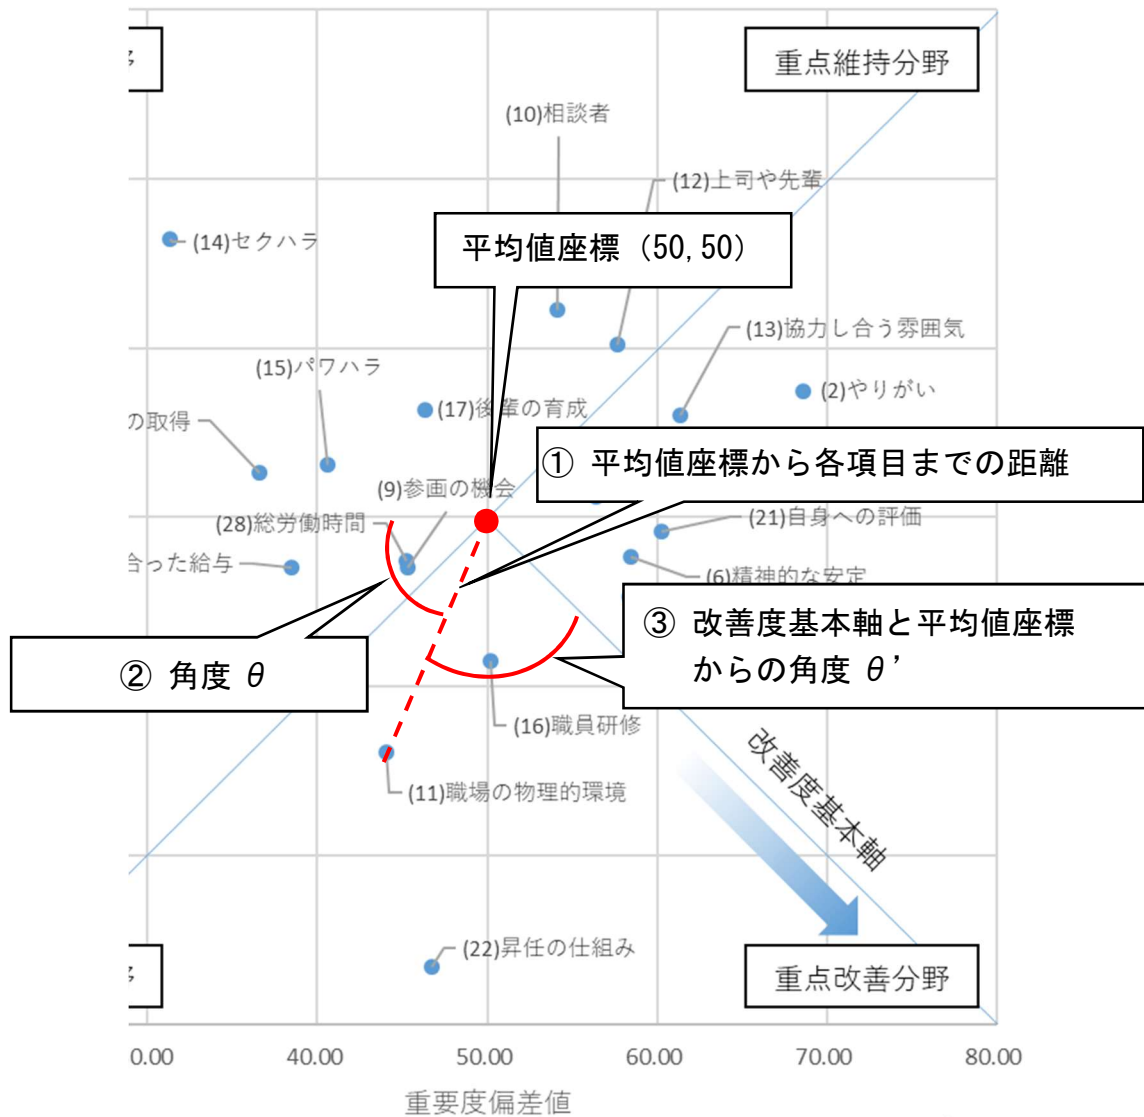 重点維持分野
(10)相談者
(12)上司や先輩
平均値座標（50,50）
(14)セクハラ
(13)協力し合う雰囲気
(15)パワハラ
(2)やりがい
(17)後輩の育成
の取得
① 平均値座標から各項目までの距離
(9)参画の機会
(28)総労働時間
(21)自身への評価
合った給与
(6)精神的な安定
③ 改善度基本軸と平均値座標
からの角度 θ’
② 角度 θ
(16)職員研修
改善度基本軸
(11)職場の物理的環境
(22)昇任の仕組み
重点改善分野
0.00
40.00
50.00
60.00
70.00
80.00
重要度偏差値